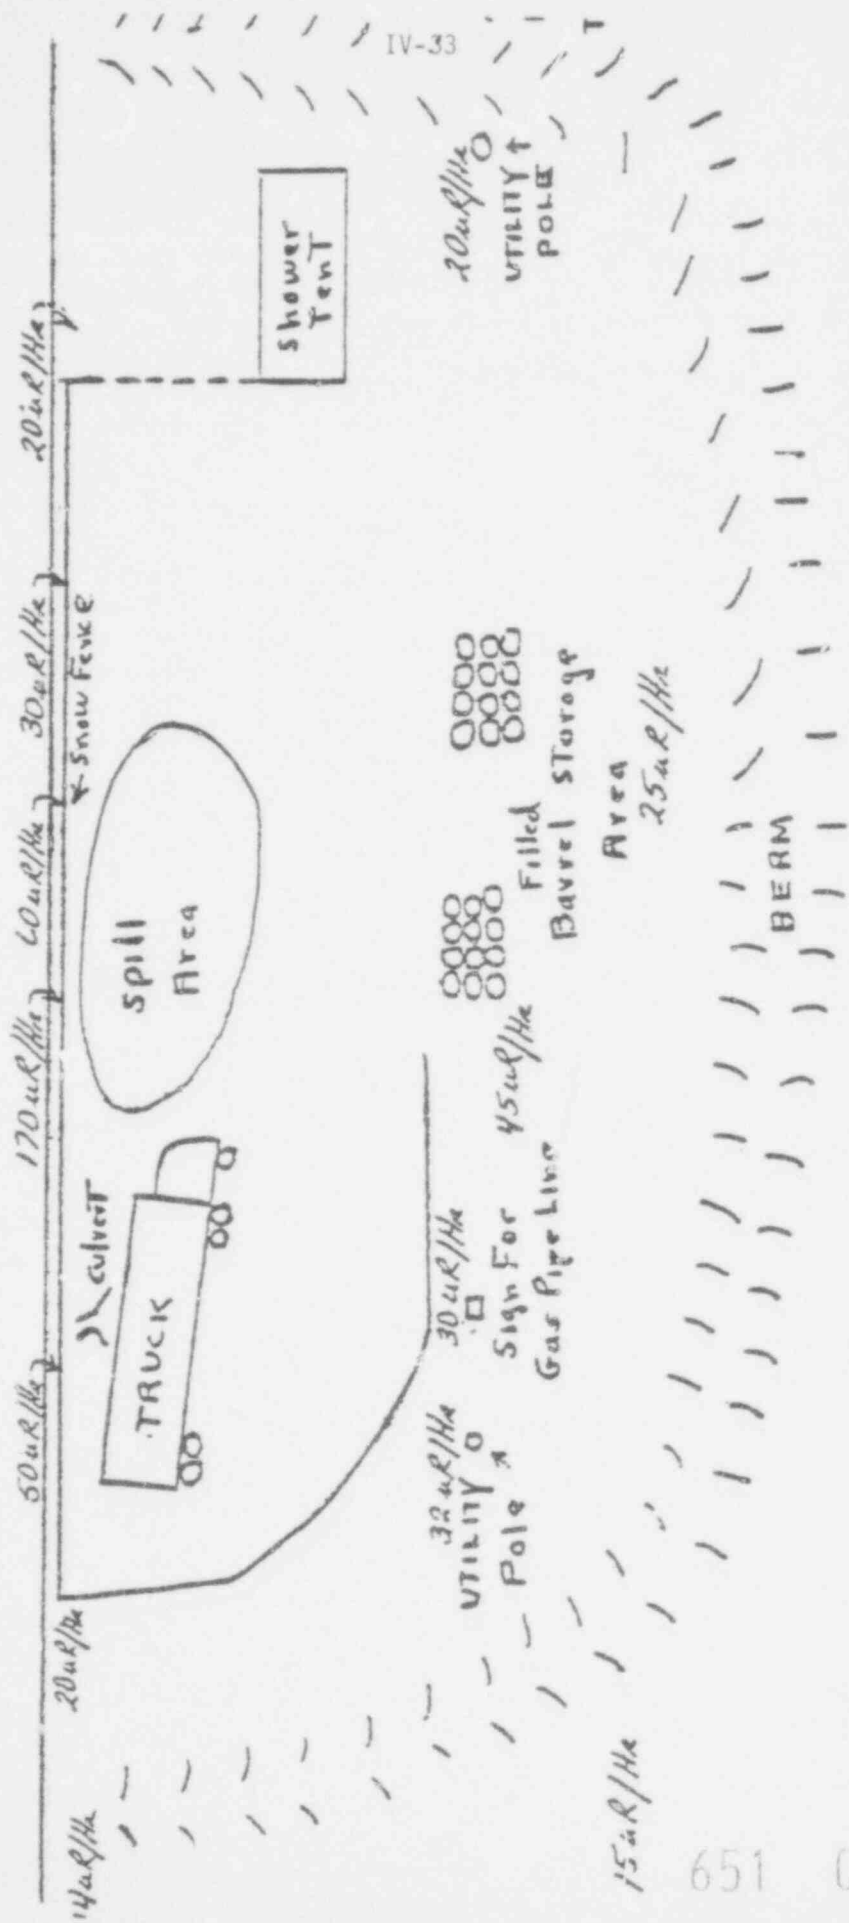 IV-33
14uR/Hr
20uR/Hr
50uR/Hr
170uR/Hr
60uR/Hr
30uR/Hr
20uR/Hr
culvert
Snow Fence
TRUCK
Spill
Area
Shower
Tent
32uR/Hr
UTILITY
Pole
30uR/Hr
Sign For
Gas Pipe Line
45uR/Hr
Filled
Barrel Storage
Area
25uR/Hr
20uR/Hr
UTILITY
POLE
BERM
15uR/Hr
651